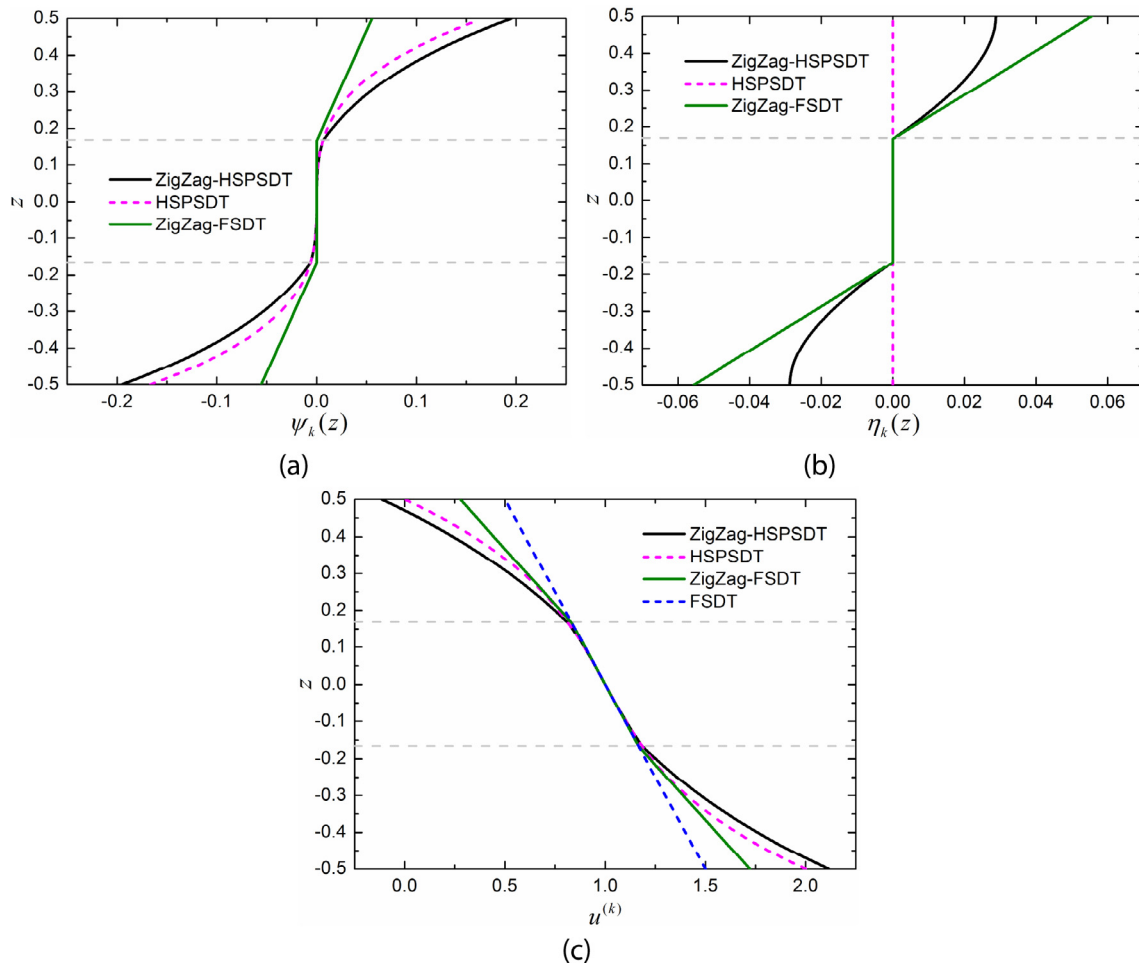 0.5
0.4
0.3
0.2
0.1
0.0
-0.1
-0.2
-0.3
-0.4
-0.5
z
ZigZag-HSPSDT
HSPSDT
ZigZag-FSDT
-0.2 -0.1 0.0 0.1 0.2
ψₖ(z)
(a)
0.5
0.4
0.3
0.2
0.1
0.0
-0.1
-0.2
-0.3
-0.4
-0.5
z
ZigZag-HSPSDT
HSPSDT
ZigZag-FSDT
-0.06 -0.04 -0.02 0.00 0.02 0.04 0.06
ηₖ(z)
(b)
0.5
0.4
0.3
0.2
0.1
0.0
-0.1
-0.2
-0.3
-0.4
-0.5
z
ZigZag-HSPSDT
HSPSDT
ZigZag-FSDT
FSDT
0.0 0.5 1.0 1.5 2.0
u⁽ᵏ⁾
(c)